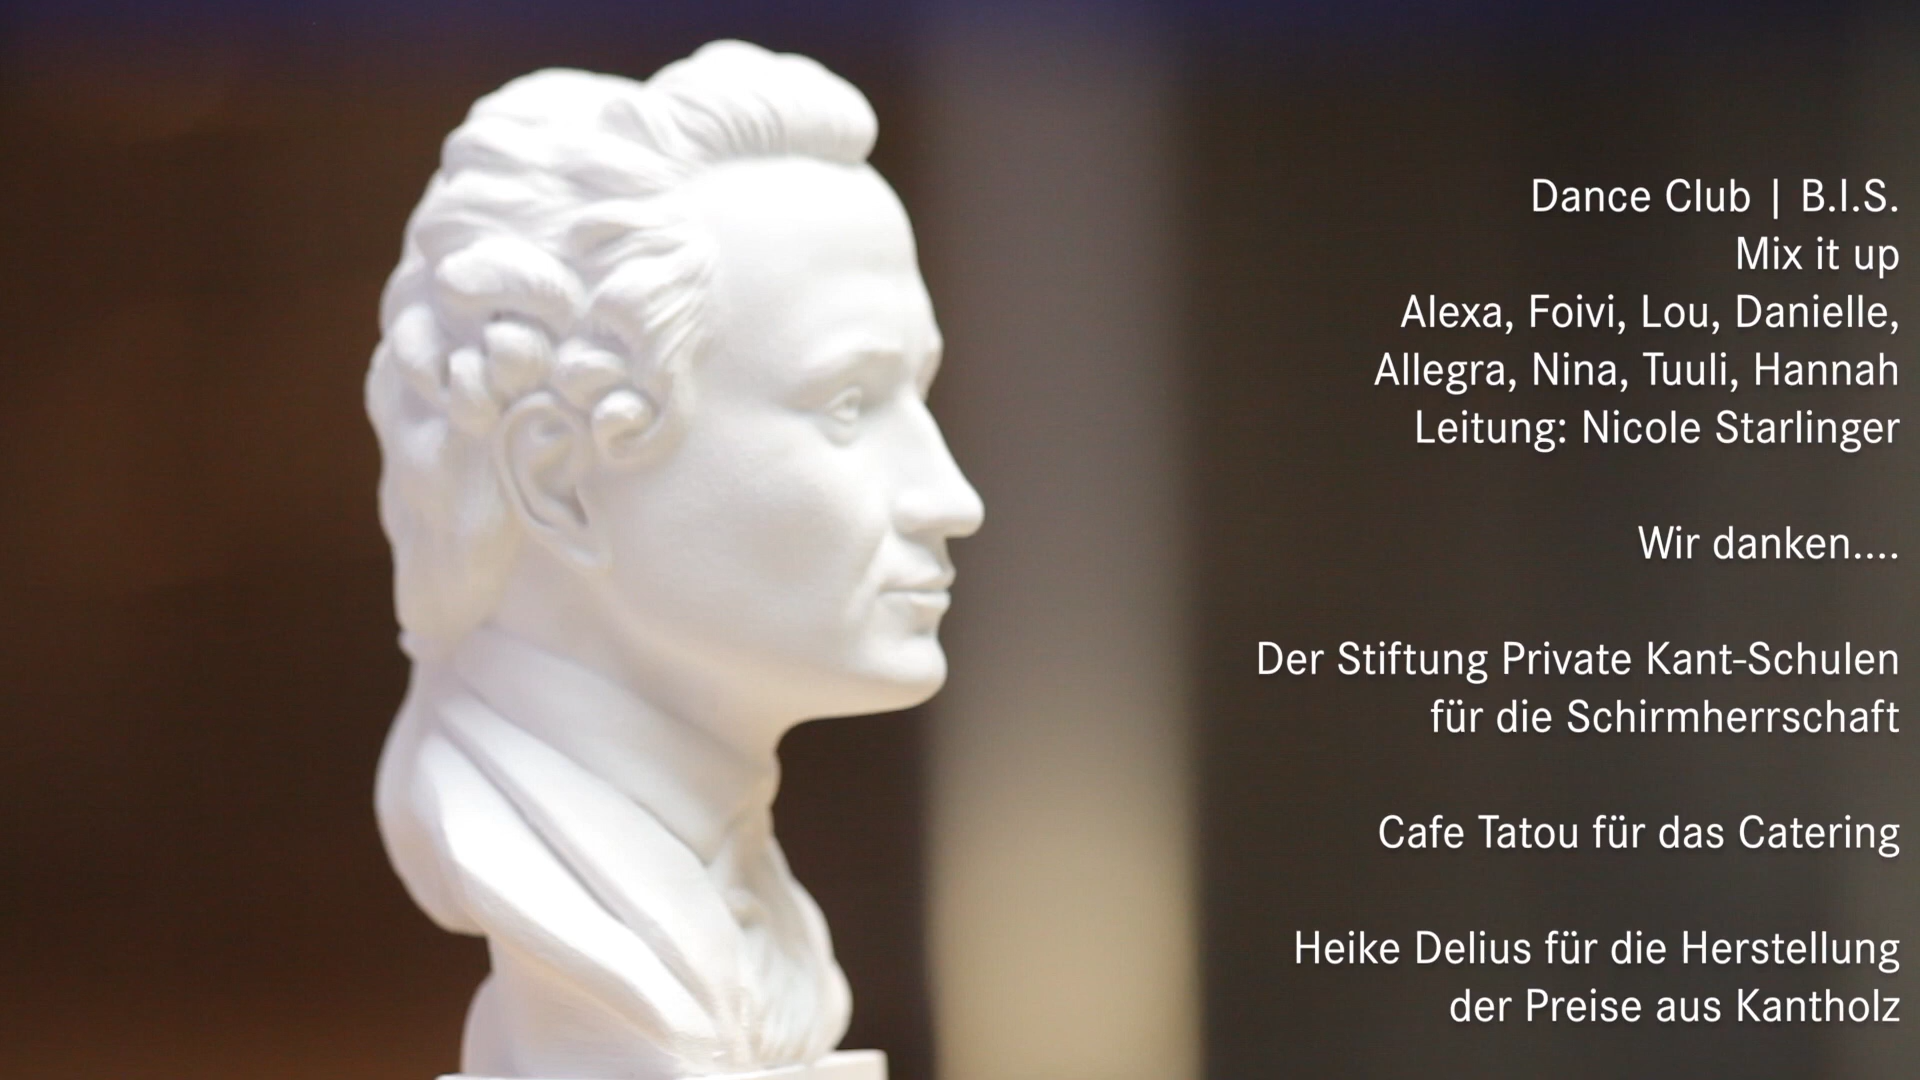 Dance Club | B.I.S.
Mix it up
Alexa, Foivi, Lou, Danielle,
Allegra, Nina, Tuuli, Hannah
Leitung: Nicole Starlinger
Wir danken....
Der Stiftung Private Kant-Schulen
für die Schirmherrschaft
Cafe Tatou für das Catering
Heike Delius für die Herstellung
der Preise aus Kantholz